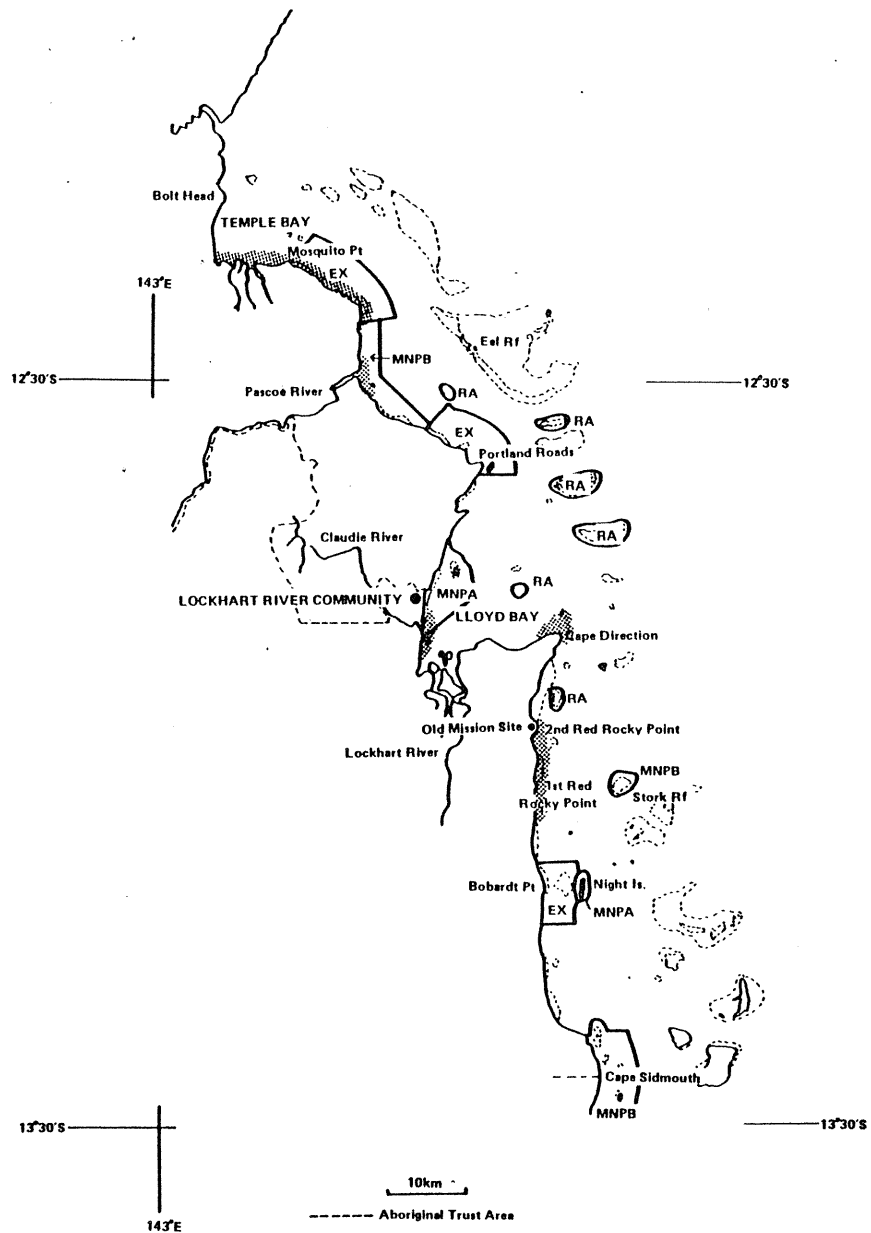 Bolt Head
TEMPLE BAY
Mosquito Pt
EX
143°E
Eel Rf
MNPB
12°30'S
12°30'S
Pascoe River
RA
EX
RA
Portland Roads
RA
Claudie River
RA
RA
MNPA
LOCKHART RIVER COMMUNITY
LLOYD BAY
Cape Direction
RA
Old Mission Site
2nd Red Rocky Point
Lockhart River
MNPB
1st Red
Rocky Point
Stork Rf
Bobardt Pt
Night Is.
EX
MNPA
Cape Sidmouth
MNPB
13°30'S
13°30'S
10km
Aboriginal Trust Area
143°E